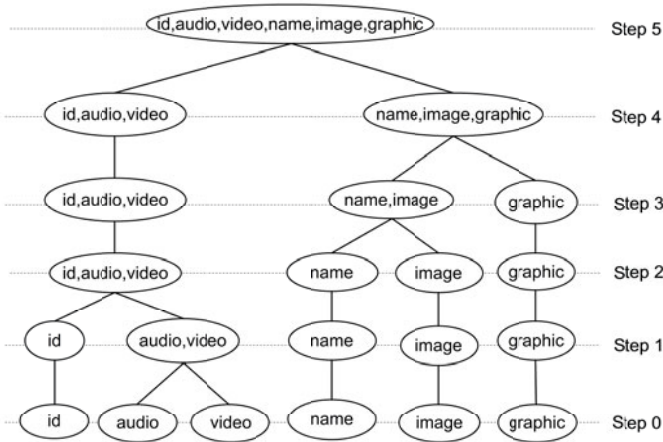 id,audio,video,name,image,graphic Step 5
id,audio,video name,image,graphic Step 4
id,audio,video name,image graphic Step 3
id,audio,video name image graphic Step 2
id audio,video name image graphic Step 1
id audio video name image graphic Step 0